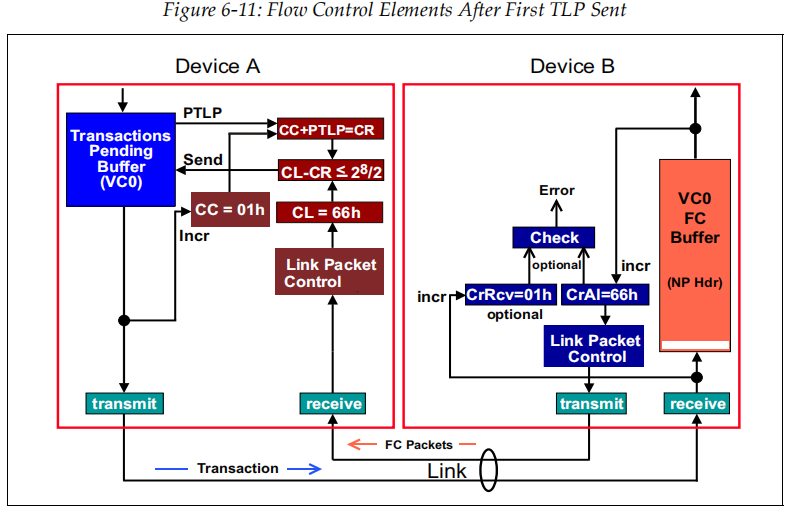 Figure 6-11: Flow Control Elements After First TLP Sent
Device A
Device B
PTLP
Transactions
Pending
Buffer
(VC0)
CC+PTLP=CR
Send
CL-CR ≤ 2⁸/2
CC = 01h
Incr
CL = 66h
Link Packet
Control
transmit
receive
Error
Check
optional
incr
incr
CrRcv=01h
CrAl=66h
optional
Link Packet
Control
VC0
FC
Buffer
(NP Hdr)
transmit
receive
FC Packets
Transaction
Link